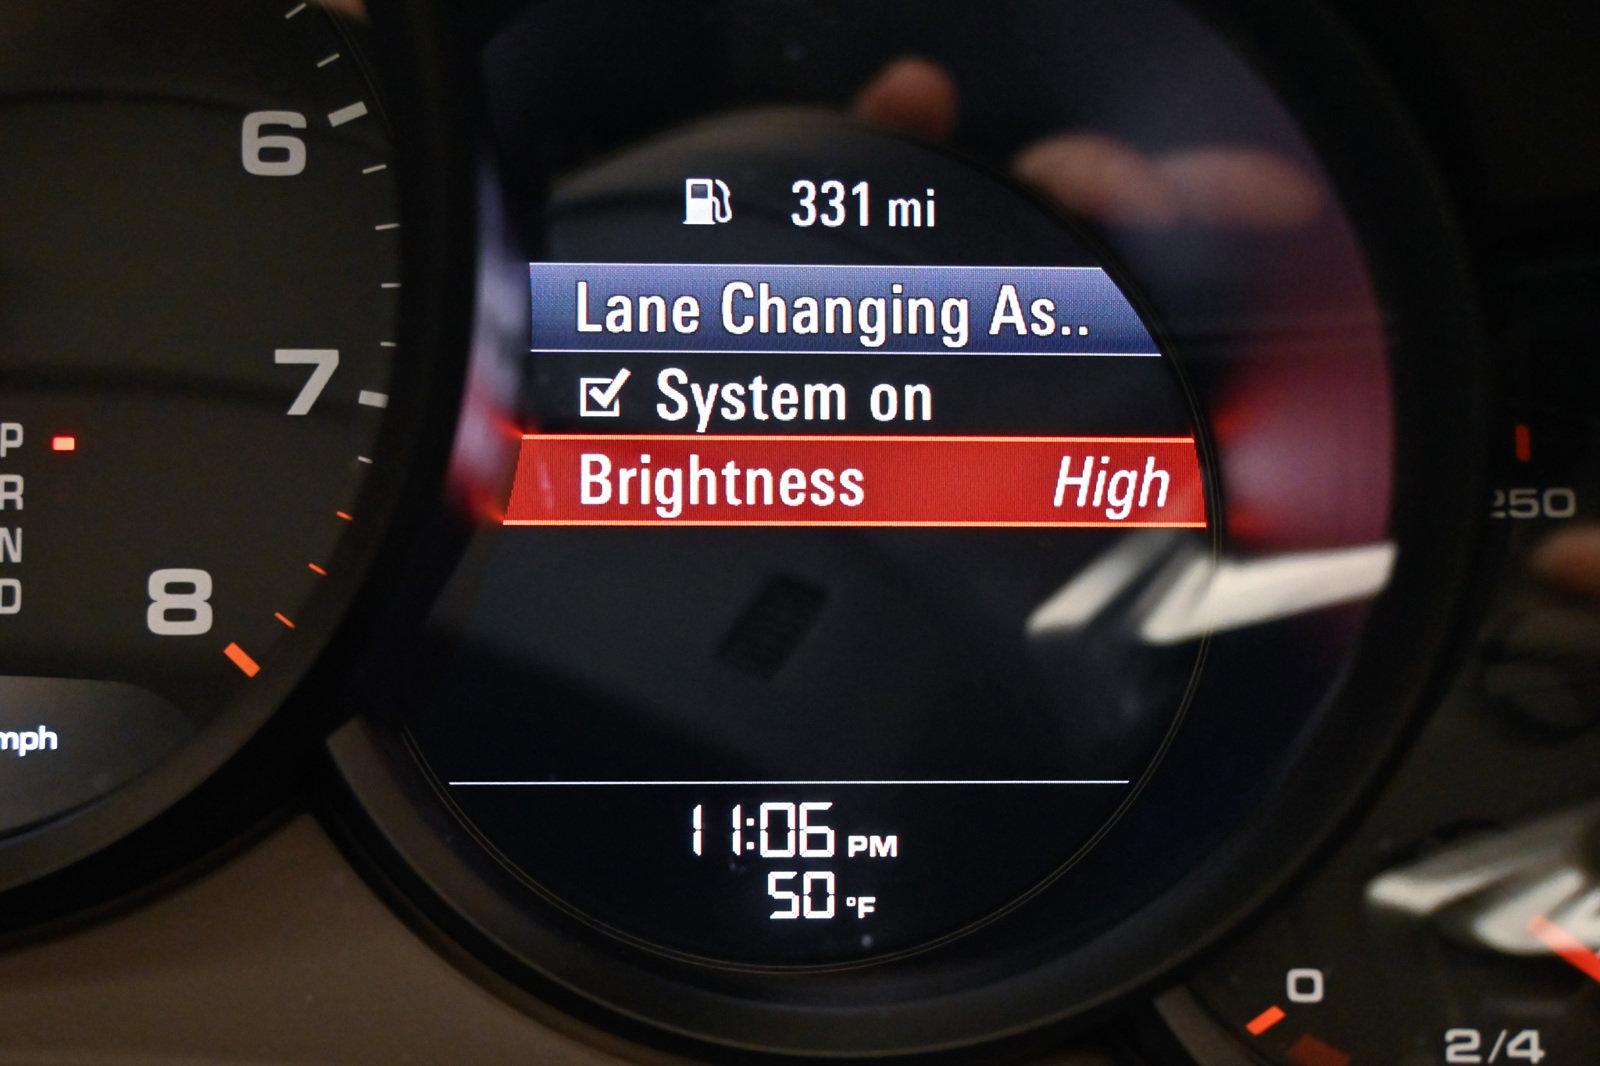 6
331 mi
Lane Changing As..
System on
7
Brightness High
P
R
N
D
250
8
mph
11:06 PM
50 °F
0
2/4